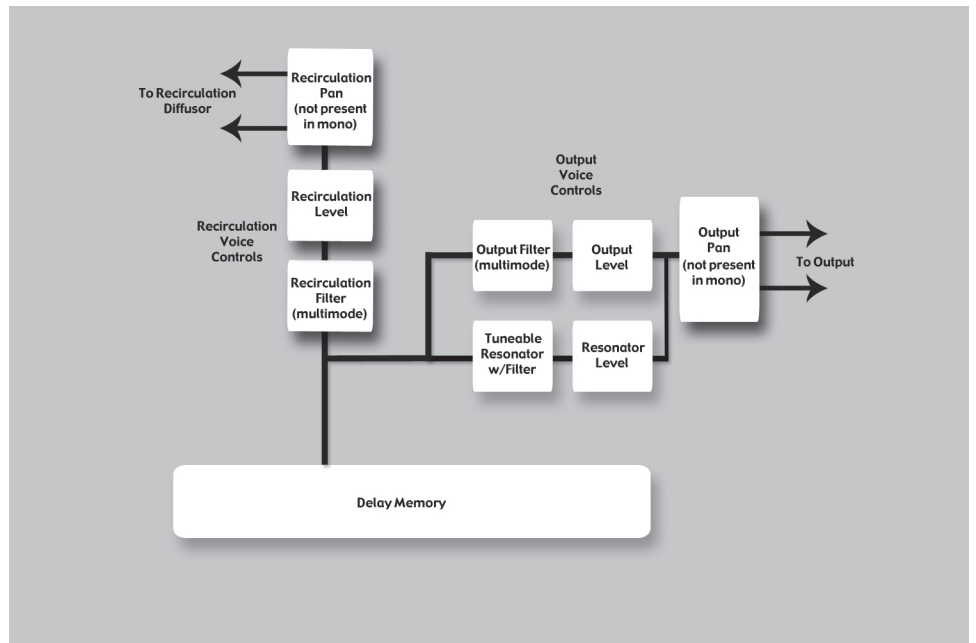 Recirculation
Pan
(not present
in mono)
To Recirculation
Diffusor
Recirculation
Level
Recirculation
Voice
Controls
Recirculation
Filter
(multimode)
Output
Voice
Controls
Output Filter
(multimode)
Output
Level
Output
Pan
(not present
in mono)
To Output
Tuneable
Resonator
w/Filter
Resonator
Level
Delay Memory